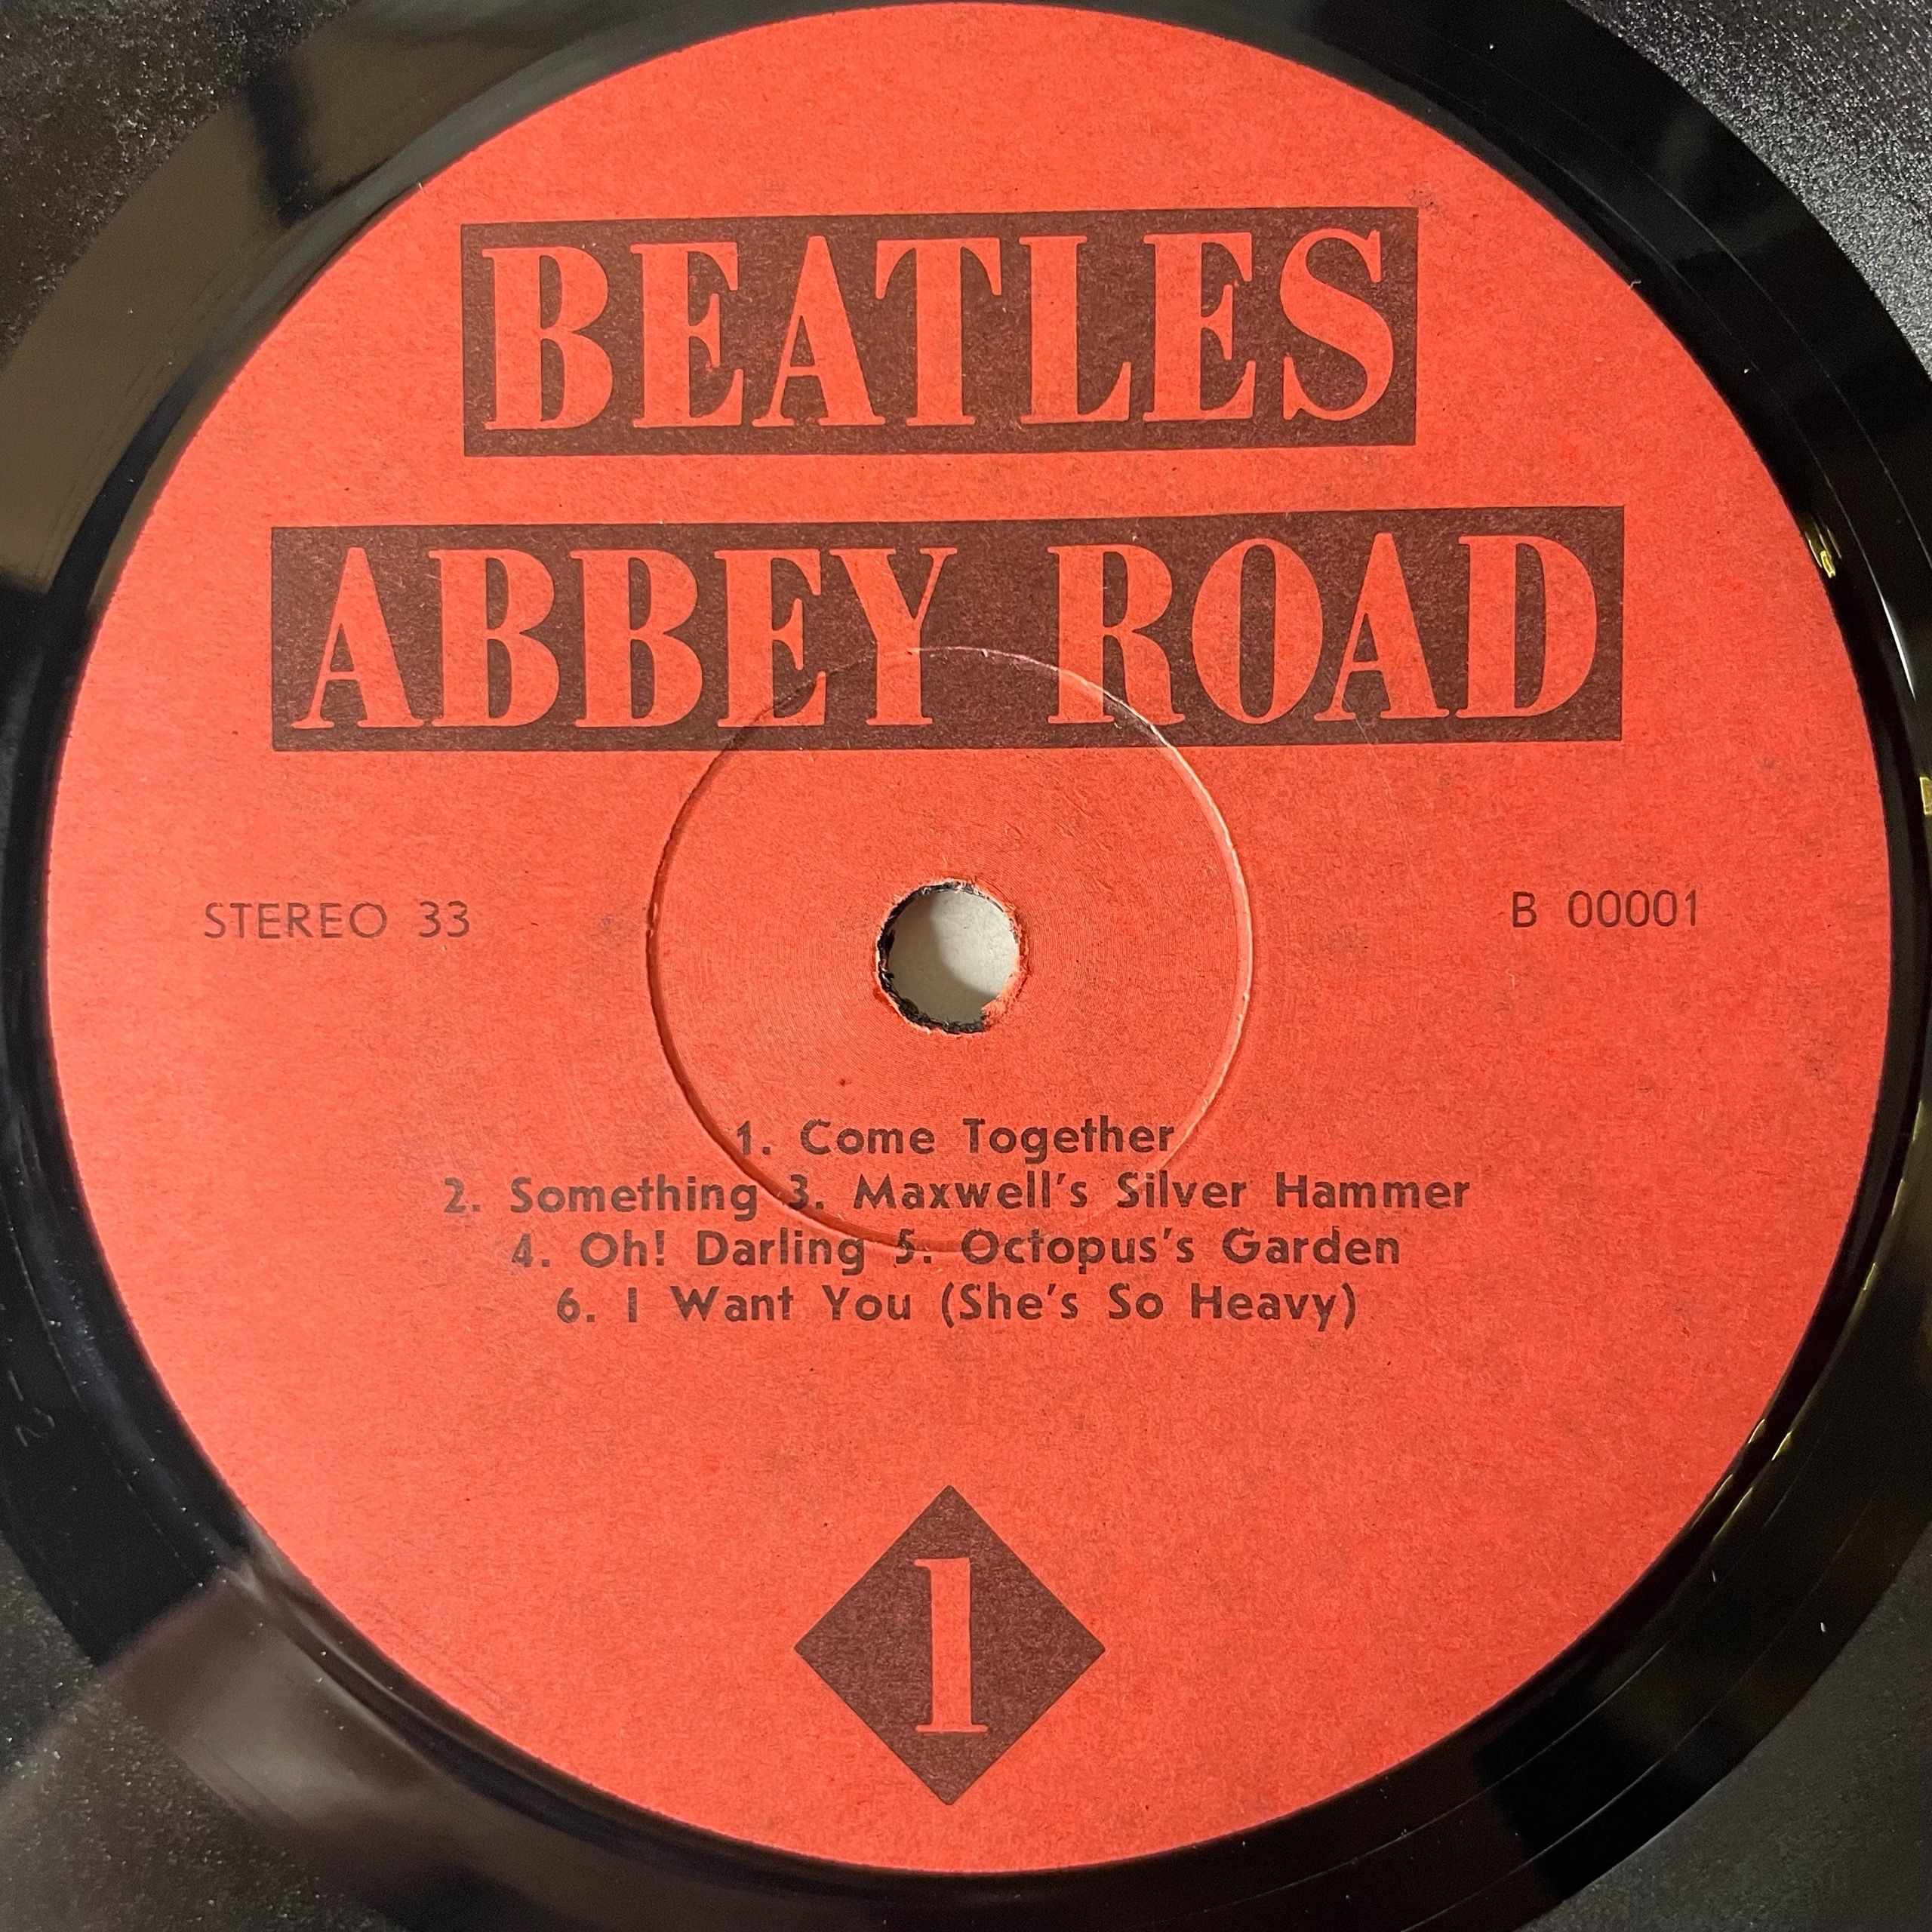 BEATLES
ABBEY ROAD
STEREO 33
B 00001
1. Come Together
2. Something 3. Maxwell's Silver Hammer
4. Oh! Darling 5. Octopus's Garden
6. I Want You (She's So Heavy)
1